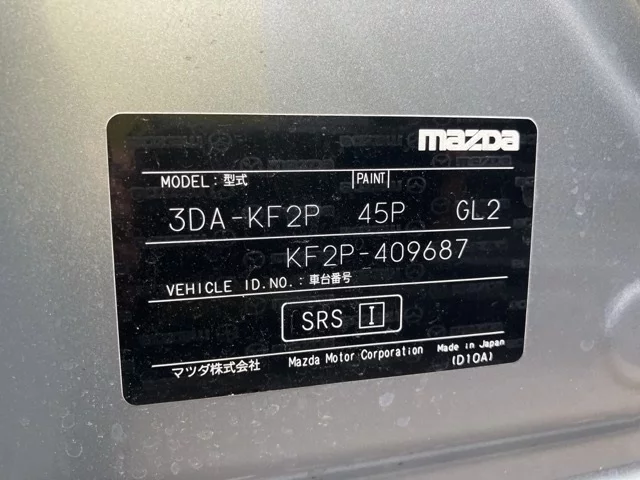 mazda
MODEL:型式 PAINT
3DA-KF2P 45P GL2
KF2P-409687
VEHICLE ID.NO.:車台番号
SRS I
マツダ株式会社 Mazda Motor Corporation Made in Japan
(D10A)